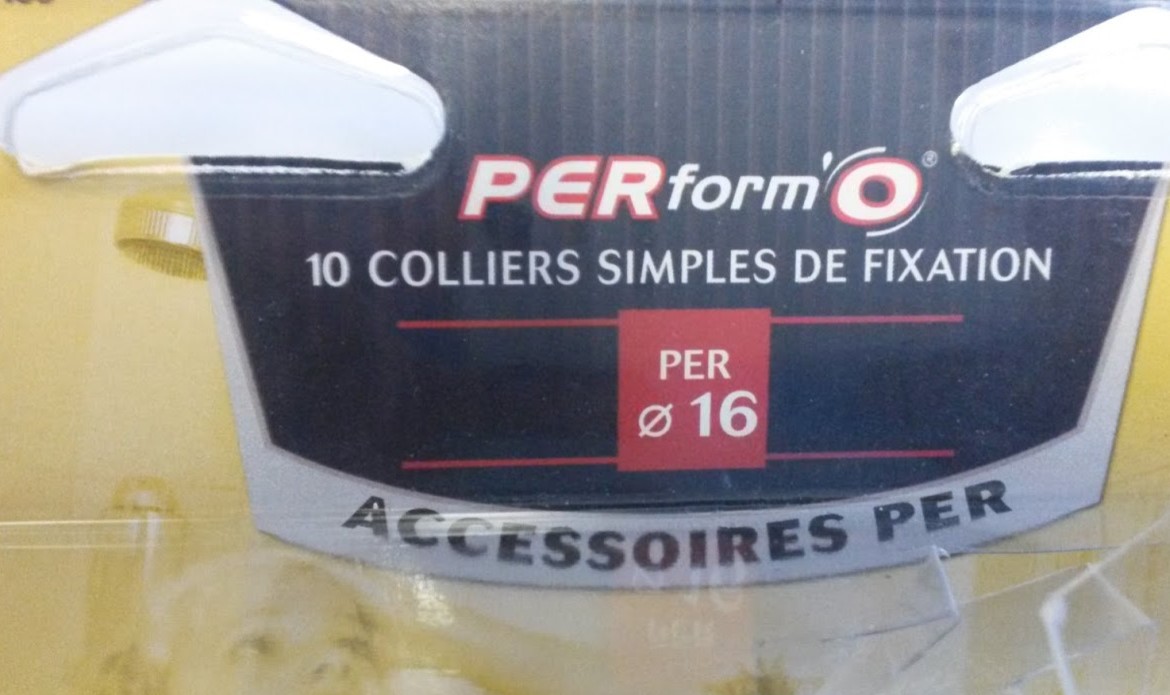 PERform'O®
10 COLLIERS SIMPLES DE FIXATION
PER
Ø 16
ACCESSOIRES PER